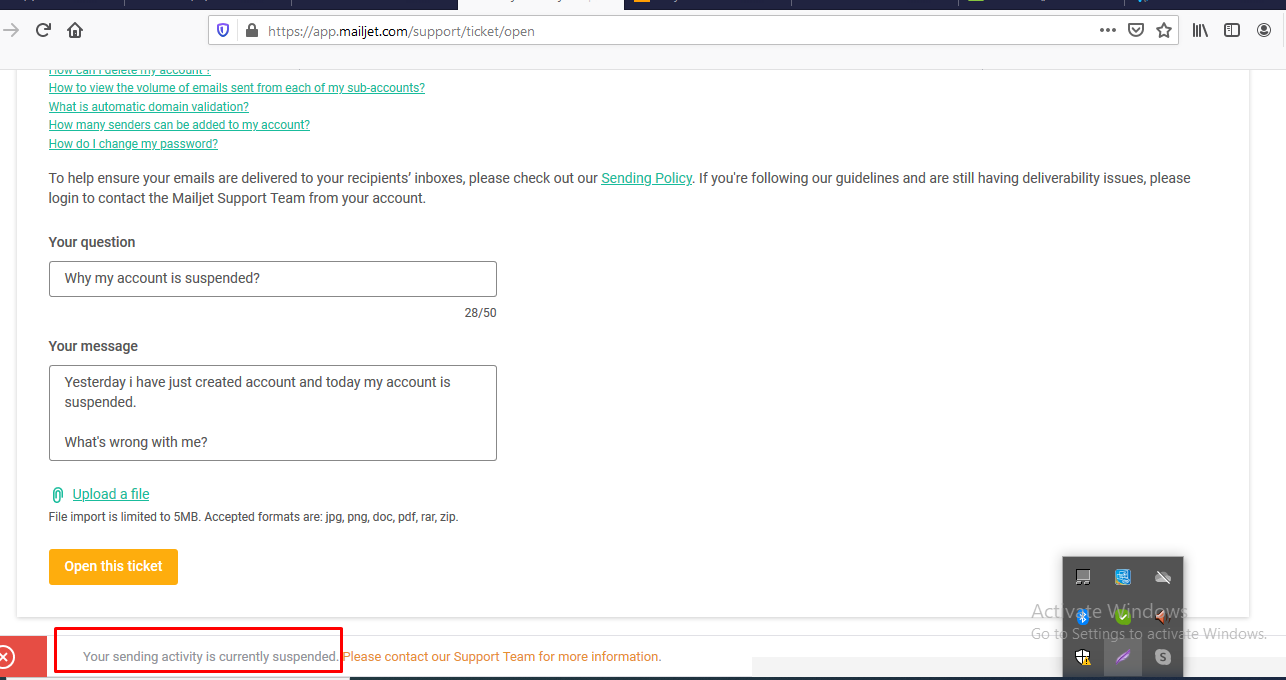 https://app.mailjet.com/support/ticket/open
How can I delete my account ?
How to view the volume of emails sent from each of my sub-accounts?
What is automatic domain validation?
How many senders can be added to my account?
How do I change my password?
To help ensure your emails are delivered to your recipients’ inboxes, please check out our Sending Policy. If you're following our guidelines and are still having deliverability issues, please
login to contact the Mailjet Support Team from your account.
Your question
Why my account is suspended?
28/50
Your message
Yesterday i have just created account and today my account is
suspended.
What's wrong with me?
Upload a file
File import is limited to 5MB. Accepted formats are: jpg, png, doc, pdf, rar, zip.
Open this ticket
Activate Windows
Go to Settings to activate Windows.
Your sending activity is currently suspended. Please contact our Support Team for more information.